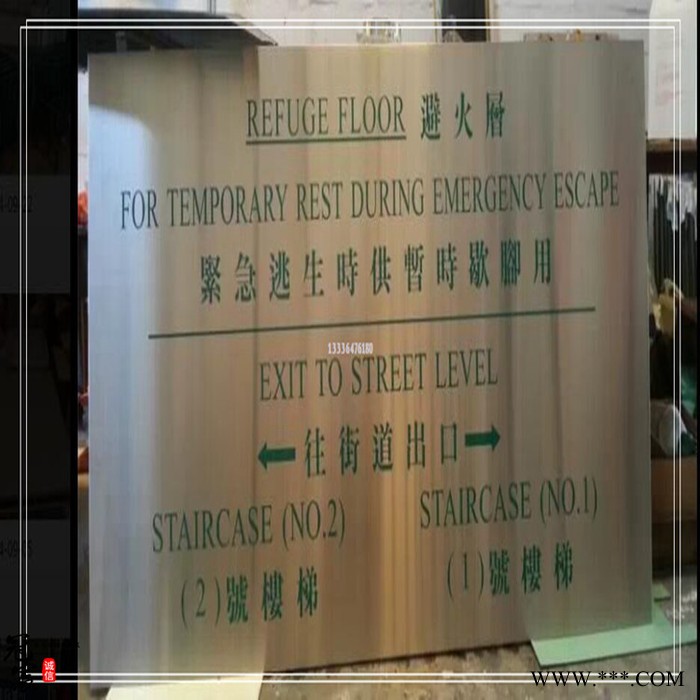 REFUGE FLOOR 避火層
FOR TEMPORARY REST DURING EMERGENCY ESCAPE
緊急逃生時供暫時歇腳用
13336476180
EXIT TO STREET LEVEL
←往街道出口→
STAIRCASE (NO.2) STAIRCASE (NO.1)
(2)號樓梯 (1)號樓梯
诚信
WWW.***.COM